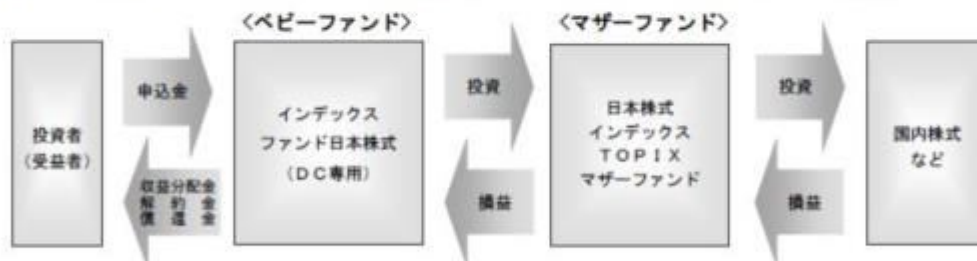 〈ベビーファンド〉
〈マザーファンド〉
投資者
(受益者)
申込金
収益分配金
解 約 金
償 還 金
インデックス
ファンド日本株式
(DC専用)
投資
損益
日本株式
インデックス
TOPIX
マザーファンド
投資
損益
国内株式
など